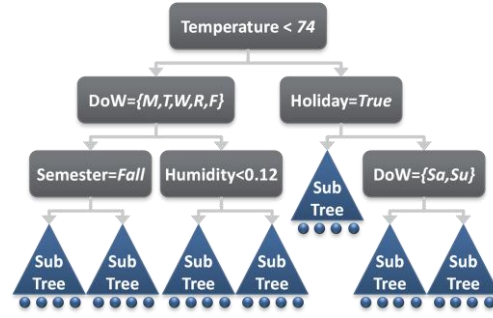 Temperature < 74
DoW={M,T,W,R,F}
Holiday=True
Semester=Fall
Humidity<0.12
Sub
Tree
DoW={Sa,Su}
Sub
Tree
Sub
Tree
Sub
Tree
Sub
Tree
Sub
Tree
Sub
Tree